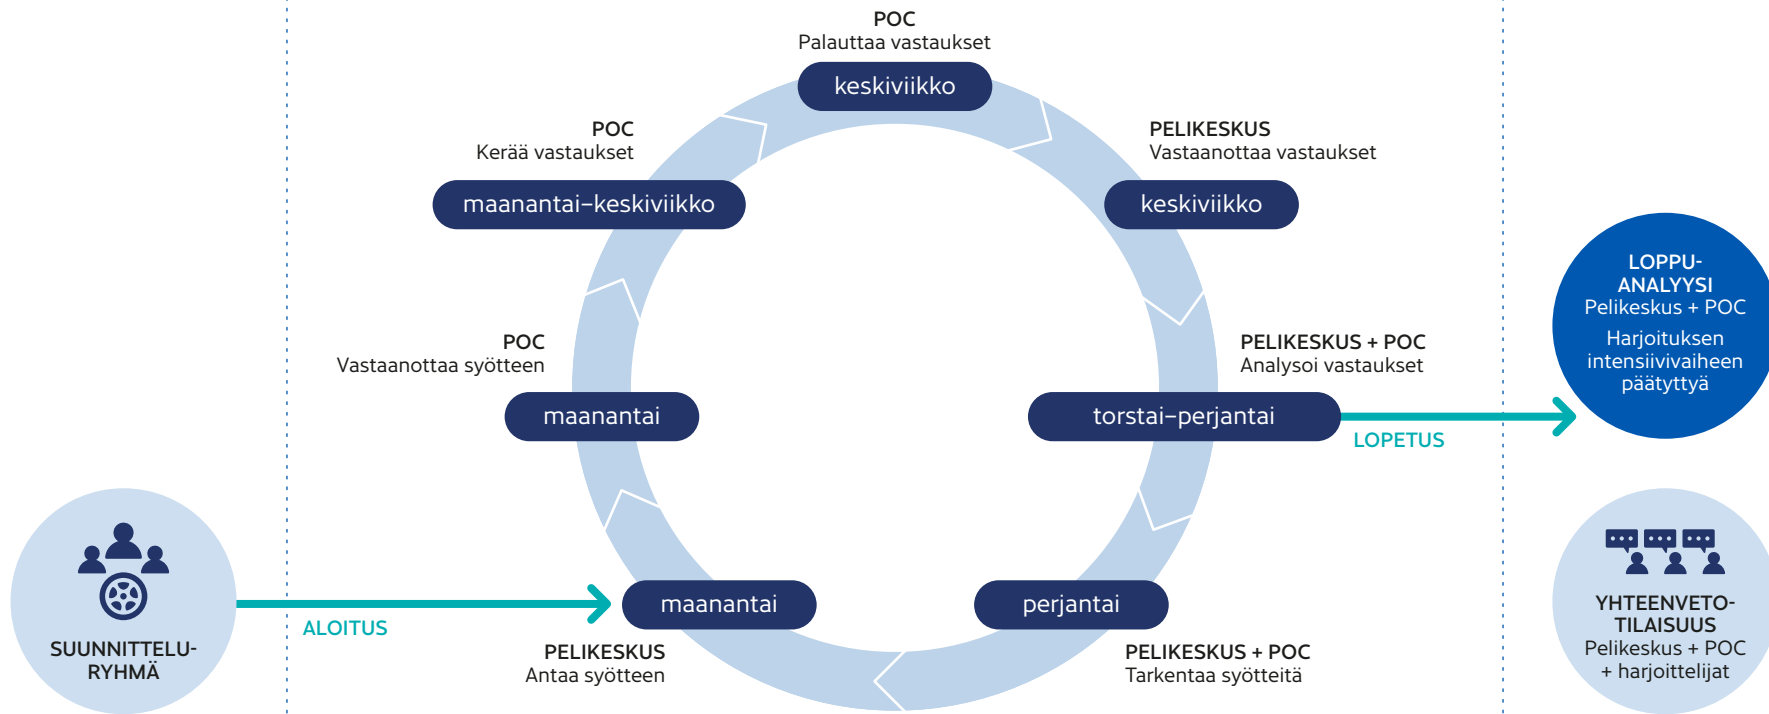 POC
Palauttaa vastaukset
keskiviikko
POC
Kerää vastaukset
maanantai–keskiviikko
PELIKESKUS
Vastaanottaa vastaukset
keskiviikko
POC
Vastaanottaa syötteen
maanantai
PELIKESKUS + POC
Analysoi vastaukset
torstai–perjantai
LOPETUS
LOPPU-
ANALYYSI
Pelikeskus + POC
Harjoituksen
intensiivivaiheen
päätyttyä
SUUNNITTELU-
RYHMÄ
ALOITUS
maanantai
PELIKESKUS
Antaa syötteen
perjantai
PELIKESKUS + POC
Tarkentaa syötteitä
YHTEENVETO-
TILAISUUS
Pelikeskus + POC
+ harjoittelijat